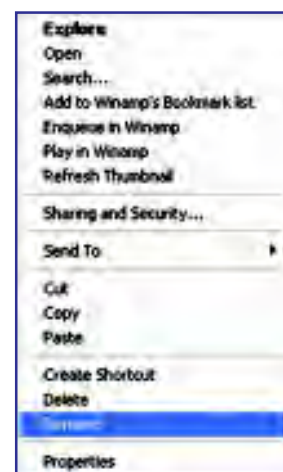 Explore
Open
Search...
Add to Winamp's Bookmark list
Enqueue in Winamp
Play in Winamp
Refresh Thumbnail
Sharing and Security...
Send To
Cut
Copy
Paste
Create Shortcut
Delete
Properties